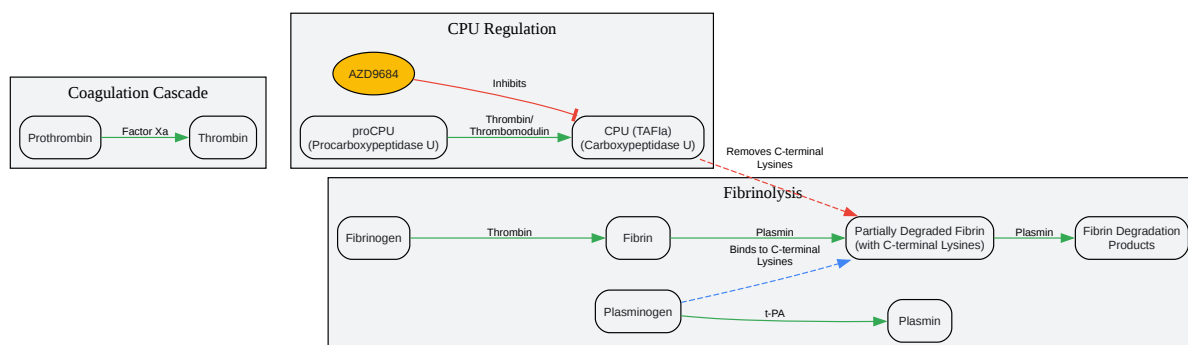 CPU Regulation
AZD9684
Inhibits
Coagulation Cascade
Prothrombin
Factor Xa
Thrombin
proCPU
(Procarboxypeptidase U)
Thrombin/
Thrombomodulin
CPU (TAFIa)
(Carboxypeptidase U)
Removes C-terminal
Lysines
Fibrinolysis
Fibrinogen
Thrombin
Fibrin
Plasmin
Partially Degraded Fibrin
(with C-terminal Lysines)
Plasmin
Fibrin Degradation
Products
Binds to C-terminal
Lysines
Plasminogen
t-PA
Plasmin